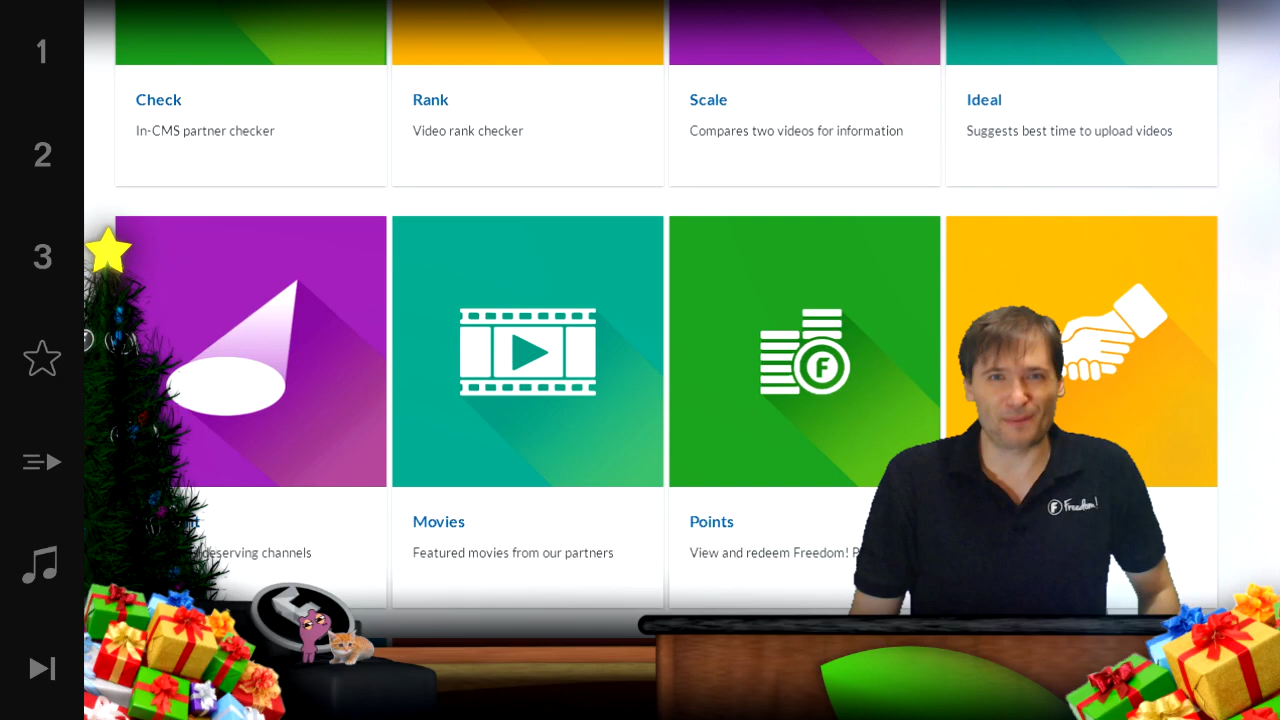 1
2
3
Check
In-CMS partner checker
Rank
Video rank checker
Scale
Compares two videos for information
Ideal
Suggests best time to upload videos
deserving channels
Movies
Featured movies from our partners
Points
View and redeem Freedom!
F
F Freedom!